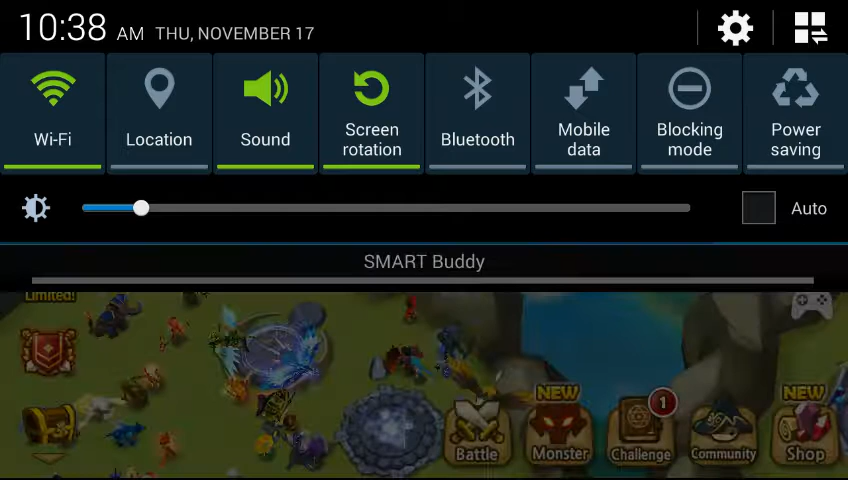 10:38 AM THU, NOVEMBER 17
Wi-Fi
Location
Sound
Screen
rotation
Bluetooth
Mobile
data
Blocking
mode
Power
saving
Auto
SMART Buddy
Limited!
NEW
Battle
Monster
1
Challenge
Community
NEW
Shop